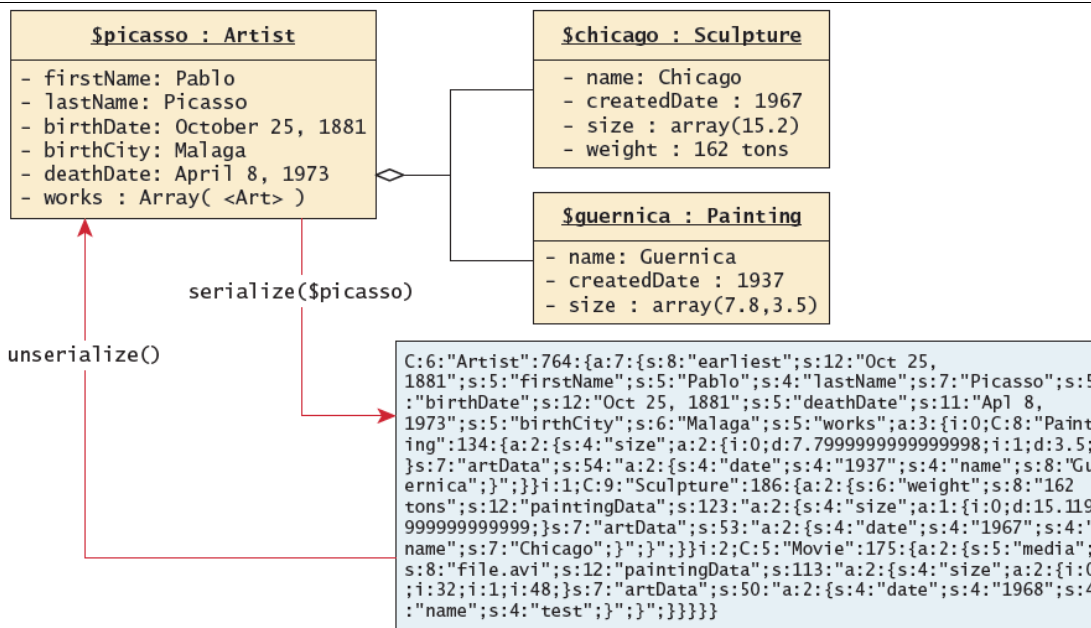 $picasso : Artist
- firstName: Pablo
- lastName: Picasso
- birthDate: October 25, 1881
- birthCity: Malaga
- deathDate: April 8, 1973
- works : Array( <Art> )
$chicago : Sculpture
- name: Chicago
- createdDate : 1967
- size : array(15.2)
- weight : 162 tons
$guernica : Painting
- name: Guernica
- createdDate : 1937
- size : array(7.8,3.5)
serialize($picasso)
unserialize()
C:6:"Artist":764:{a:7:{s:8:"earliest";s:12:"Oct 25,
1881";s:5:"firstName";s:5:"Pablo";s:4:"lastName";s:7:"Picasso";s:5
:"birthDate";s:12:"Oct 25, 1881";s:5:"deathDate";s:11:"Apl 8,
1973";s:5:"birthCity";s:6:"Malaga";s:5:"works";a:3:{i:0;C:8:"Paint
ing":134:{a:2:{s:4:"size";a:2:{i:0;d:7.7999999999999998;i:1;d:3.5;
}s:7:"artData";s:54:"a:2:{s:4:"date";s:4:"1937";s:4:"name";s:8:"Gu
ernica";}";}}i:1;C:9:"Sculpture":186:{a:2:{s:6:"weight";s:8:"162
tons";s:12:"paintingData";s:123:"a:2:{s:4:"size";a:1:{i:0;d:15.119
999999999999;}s:7:"artData";s:53:"a:2:{s:4:"date";s:4:"1967";s:4:"
name";s:7:"Chicago";}";}";}}i:2;C:5:"Movie":175:{a:2:{s:5:"media";
s:8:"file.avi";s:12:"paintingData";s:113:"a:2:{s:4:"size";a:2:{i:0
;i:32;i:1;i:48;}s:7:"artData";s:50:"a:2:{s:4:"date";s:4:"1968";s:4
:"name";s:4:"test";}";}";}}}}}